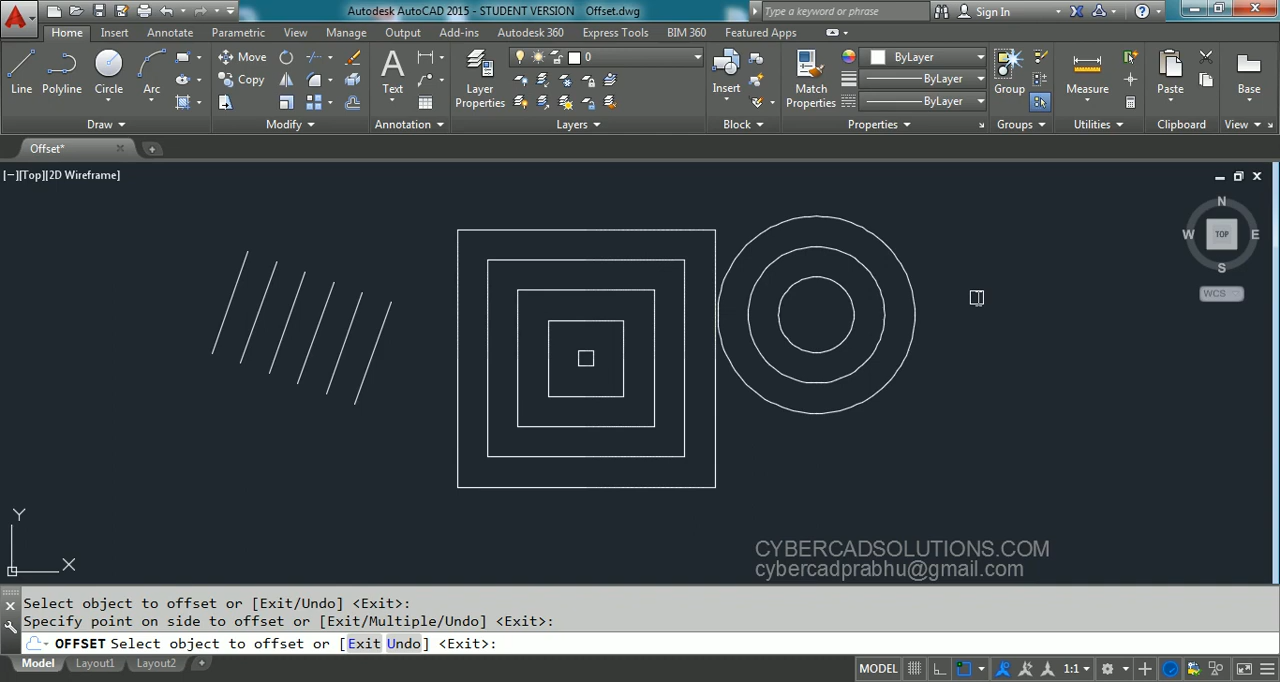 Autodesk AutoCAD 2015 - STUDENT VERSION Offset.dwg
Type a keyword or phrase
Sign In
Home Insert Annotate Parametric View Manage Output Add-ins Autodesk 360 Express Tools BIM 360 Featured Apps
Line Polyline Circle Arc
Move
Copy
Text
Layer Properties
0
Insert
Match Properties
ByLayer
ByLayer
ByLayer
Group
Measure
Paste
Base
Draw Modify Annotation Layers Block Properties Groups Utilities Clipboard View
Offset*
[−][Top][2D Wireframe]
N
W TOP E
S
WCS
Y
X
CYBERCADSOLUTIONS.COM
cybercadprabhu@gmail.com
Select object to offset or [Exit/Undo] <Exit>:
Specify point on side to offset or [Exit/Multiple/Undo] <Exit>:
OFFSET Select object to offset or [Exit Undo] <Exit>:
Model Layout1 Layout2 +
MODEL 1:1